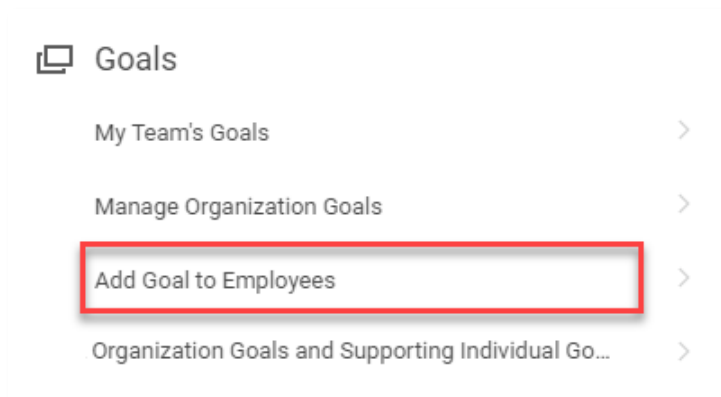 Goals
My Team's Goals
Manage Organization Goals
Add Goal to Employees
Organization Goals and Supporting Individual Go...